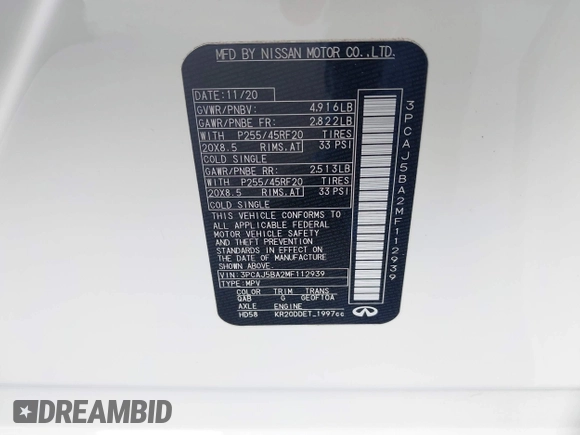 MFD BY NISSAN MOTOR CO.,LTD.
DATE: 11/20
GVWR/PNBV: 4.916LB
GAWR/PNBE FR: 2.822LB
WITH P255/45RF20 TIRES
20X8.5 RIMS.AT 33 PSI
COLD SINGLE
GAWR/PNBE RR: 2.513LB
WITH P255/45RF20 TIRES
20X8.5 RIMS.AT 33 PSI
COLD SINGLE
THIS VEHICLE CONFORMS TO
ALL APPLICABLE FEDERAL
MOTOR VEHICLE SAFETY
AND THEFT PREVENTION
STANDARDS IN EFFECT ON
THE DATE OF MANUFACTURE
SHOWN ABOVE.
VIN:3PCAJ5BA2MF112939
TYPE:MPV
COLOR TRIM TRANS
QAB G GEOFTOA
AXLE ENGINE
HD58 KR20DDET_1997cc
3PCAJ5BA2MF112939
DREAMBID